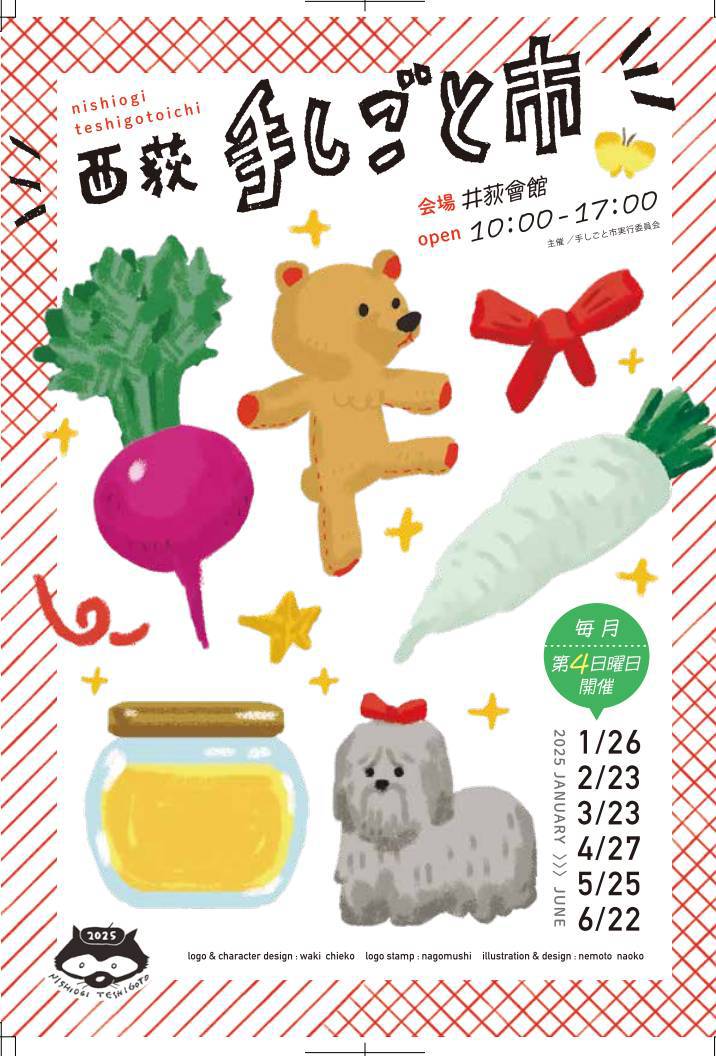 nishiogi
teshigotoichi
西荻 手しごと市
会場 井荻會館
open 10:00-17:00
主催／手しごと市実行委員会
毎月
第4日曜日
開催
2025 JANUARY 〉〉〉 JUNE
1/26
2/23
3/23
4/27
5/25
6/22
2025
NISHIOGI TESHIGOTO
logo & character design : waki chieko logo stamp : nagomushi illustration & design : nemoto naoko